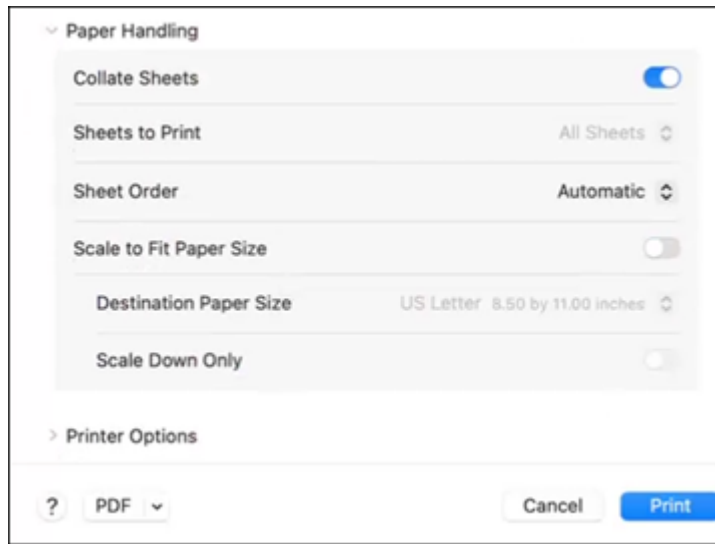 Paper Handling
Collate Sheets
Sheets to Print All Sheets
Sheet Order Automatic
Scale to Fit Paper Size
Destination Paper Size US Letter 8.50 by 11.00 inches
Scale Down Only
Printer Options
? PDF Cancel Print